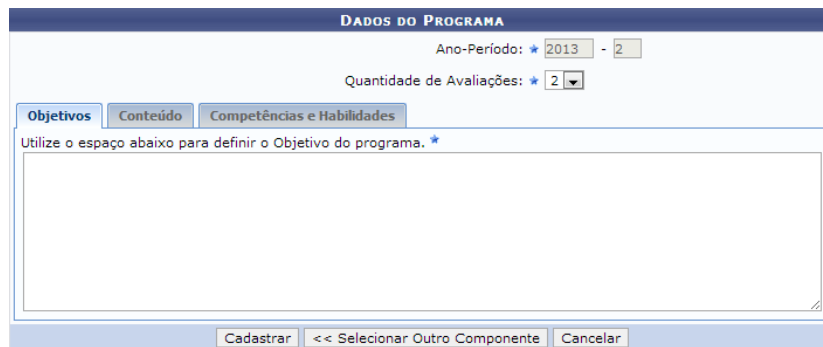 DADOS DO PROGRAMA
Ano-Período: ★ 2013 - 2
Quantidade de Avaliações: ★ 2
Objetivos Conteúdo Competências e Habilidades
Utilize o espaço abaixo para definir o Objetivo do programa. ★
Cadastrar << Selecionar Outro Componente Cancelar